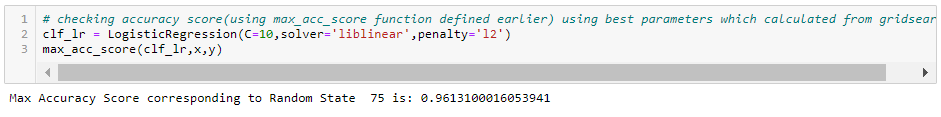 1 # checking accuracy score(using max_acc_score function defined earlier) using best parameters which calculated from gridsear
2 clf_lr = LogisticRegression(C=10,solver='liblinear',penalty='l2')
3 max_acc_score(clf_lr,x,y)
Max Accuracy Score corresponding to Random State  75 is: 0.9613100016053941